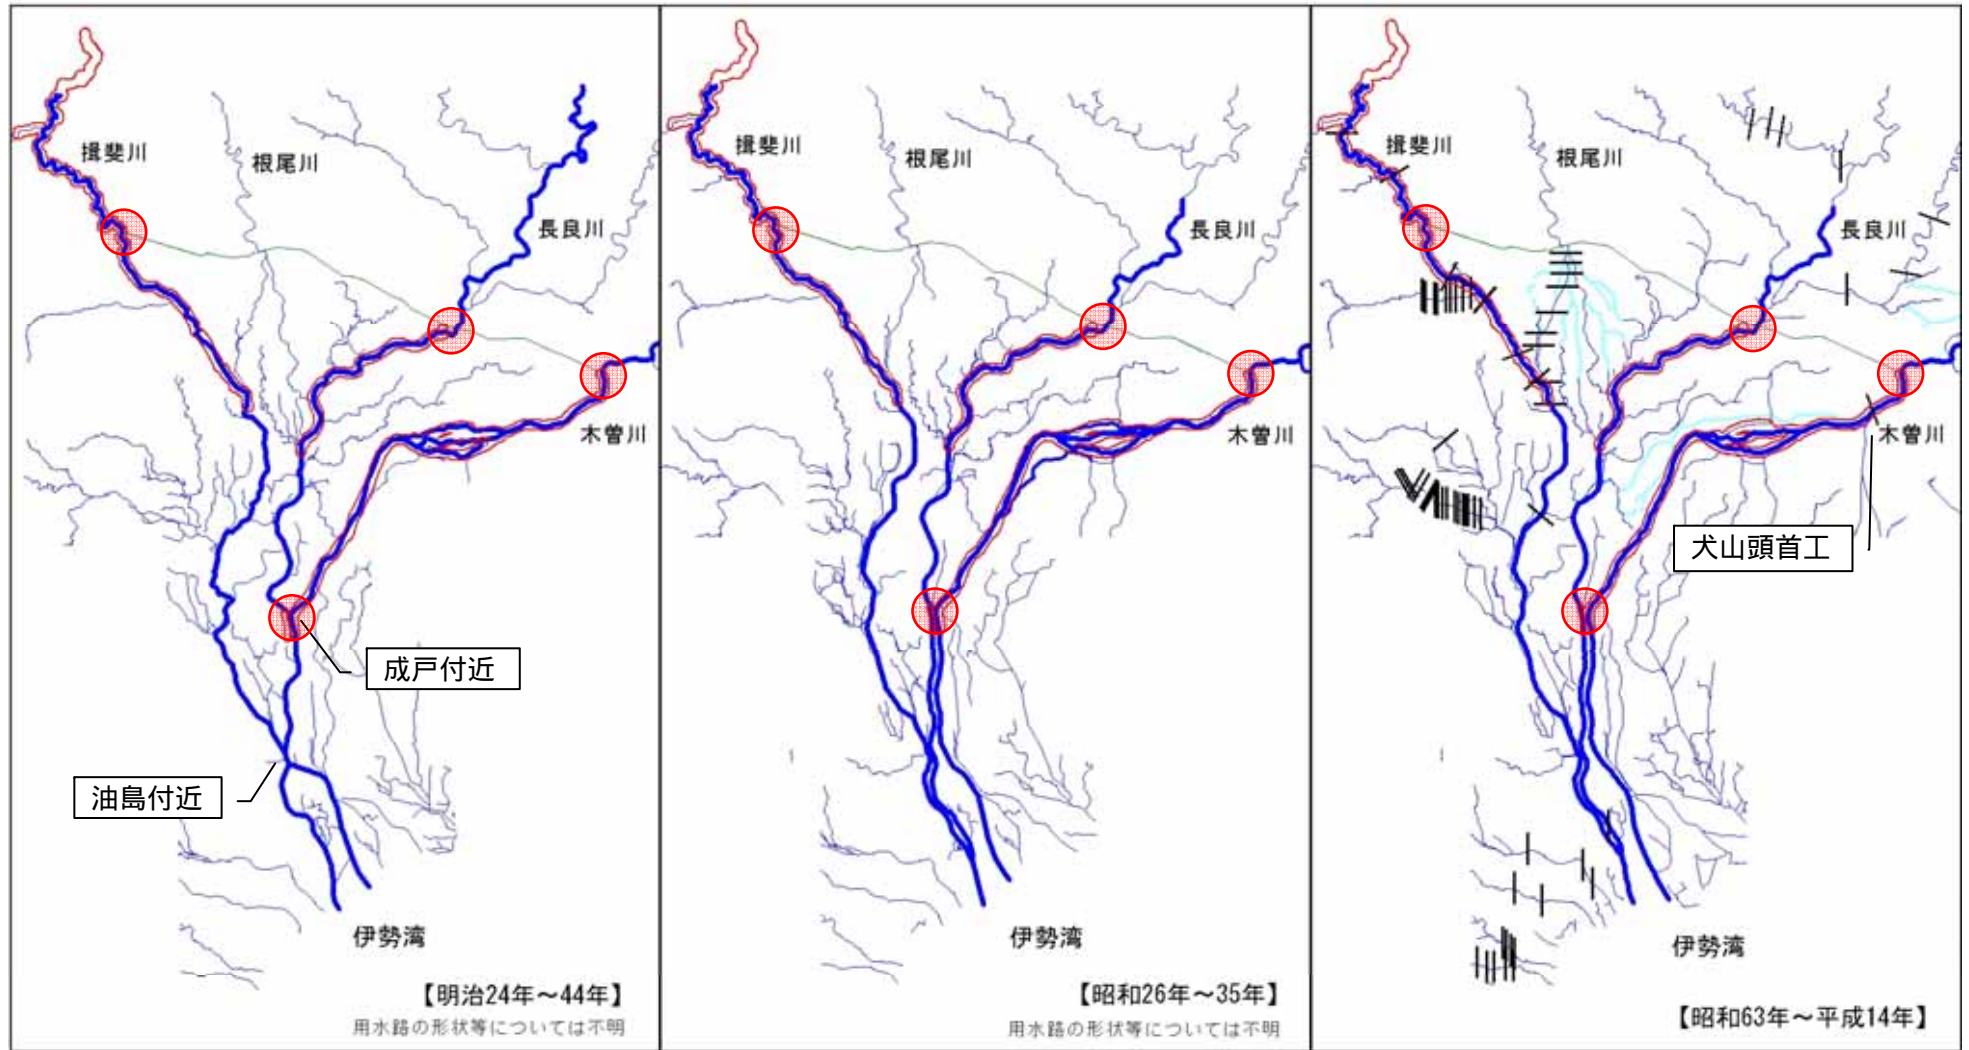 揖斐川
根尾川
長良川
木曽川
成戸付近
油島付近
伊勢湾
【明治24年～44年】
用水路の形状等については不明
揖斐川
根尾川
長良川
木曽川
伊勢湾
【昭和26年～35年】
用水路の形状等については不明
揖斐川
根尾川
長良川
木曽川
犬山頭首工
伊勢湾
【昭和63年～平成14年】